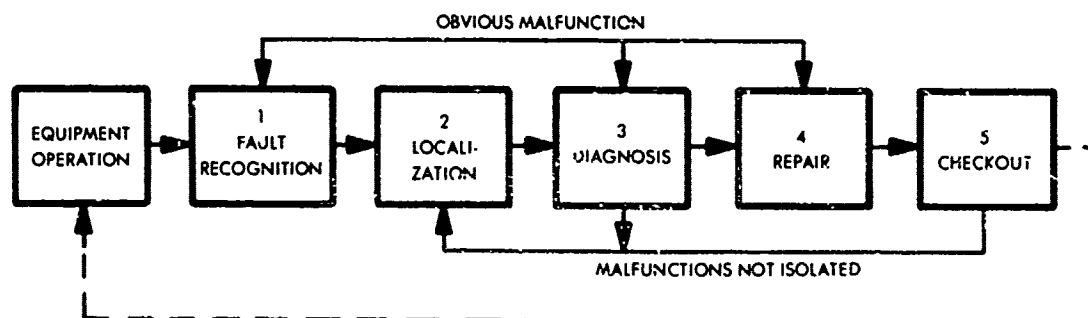 OBVIOUS MALFUNCTION
EQUIPMENT
OPERATION
1
FAULT
RECOGNITION
2
LOCALI-
ZATION
3
DIAGNOSIS
4
REPAIR
5
CHECKOUT
MALFUNCTIONS NOT ISOLATED